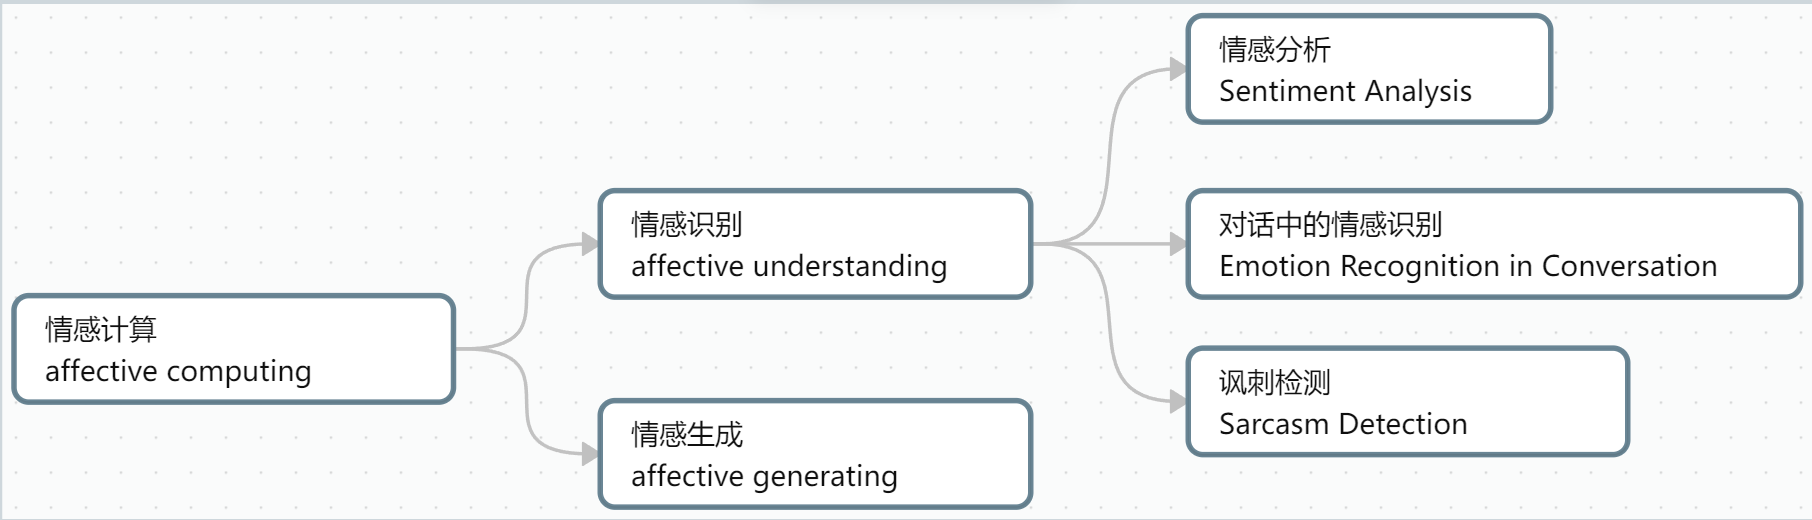 情感计算
affective computing
情感识别
affective understanding
情感生成
affective generating
情感分析
Sentiment Analysis
对话中的情感识别
Emotion Recognition in Conversation
讽刺检测
Sarcasm Detection